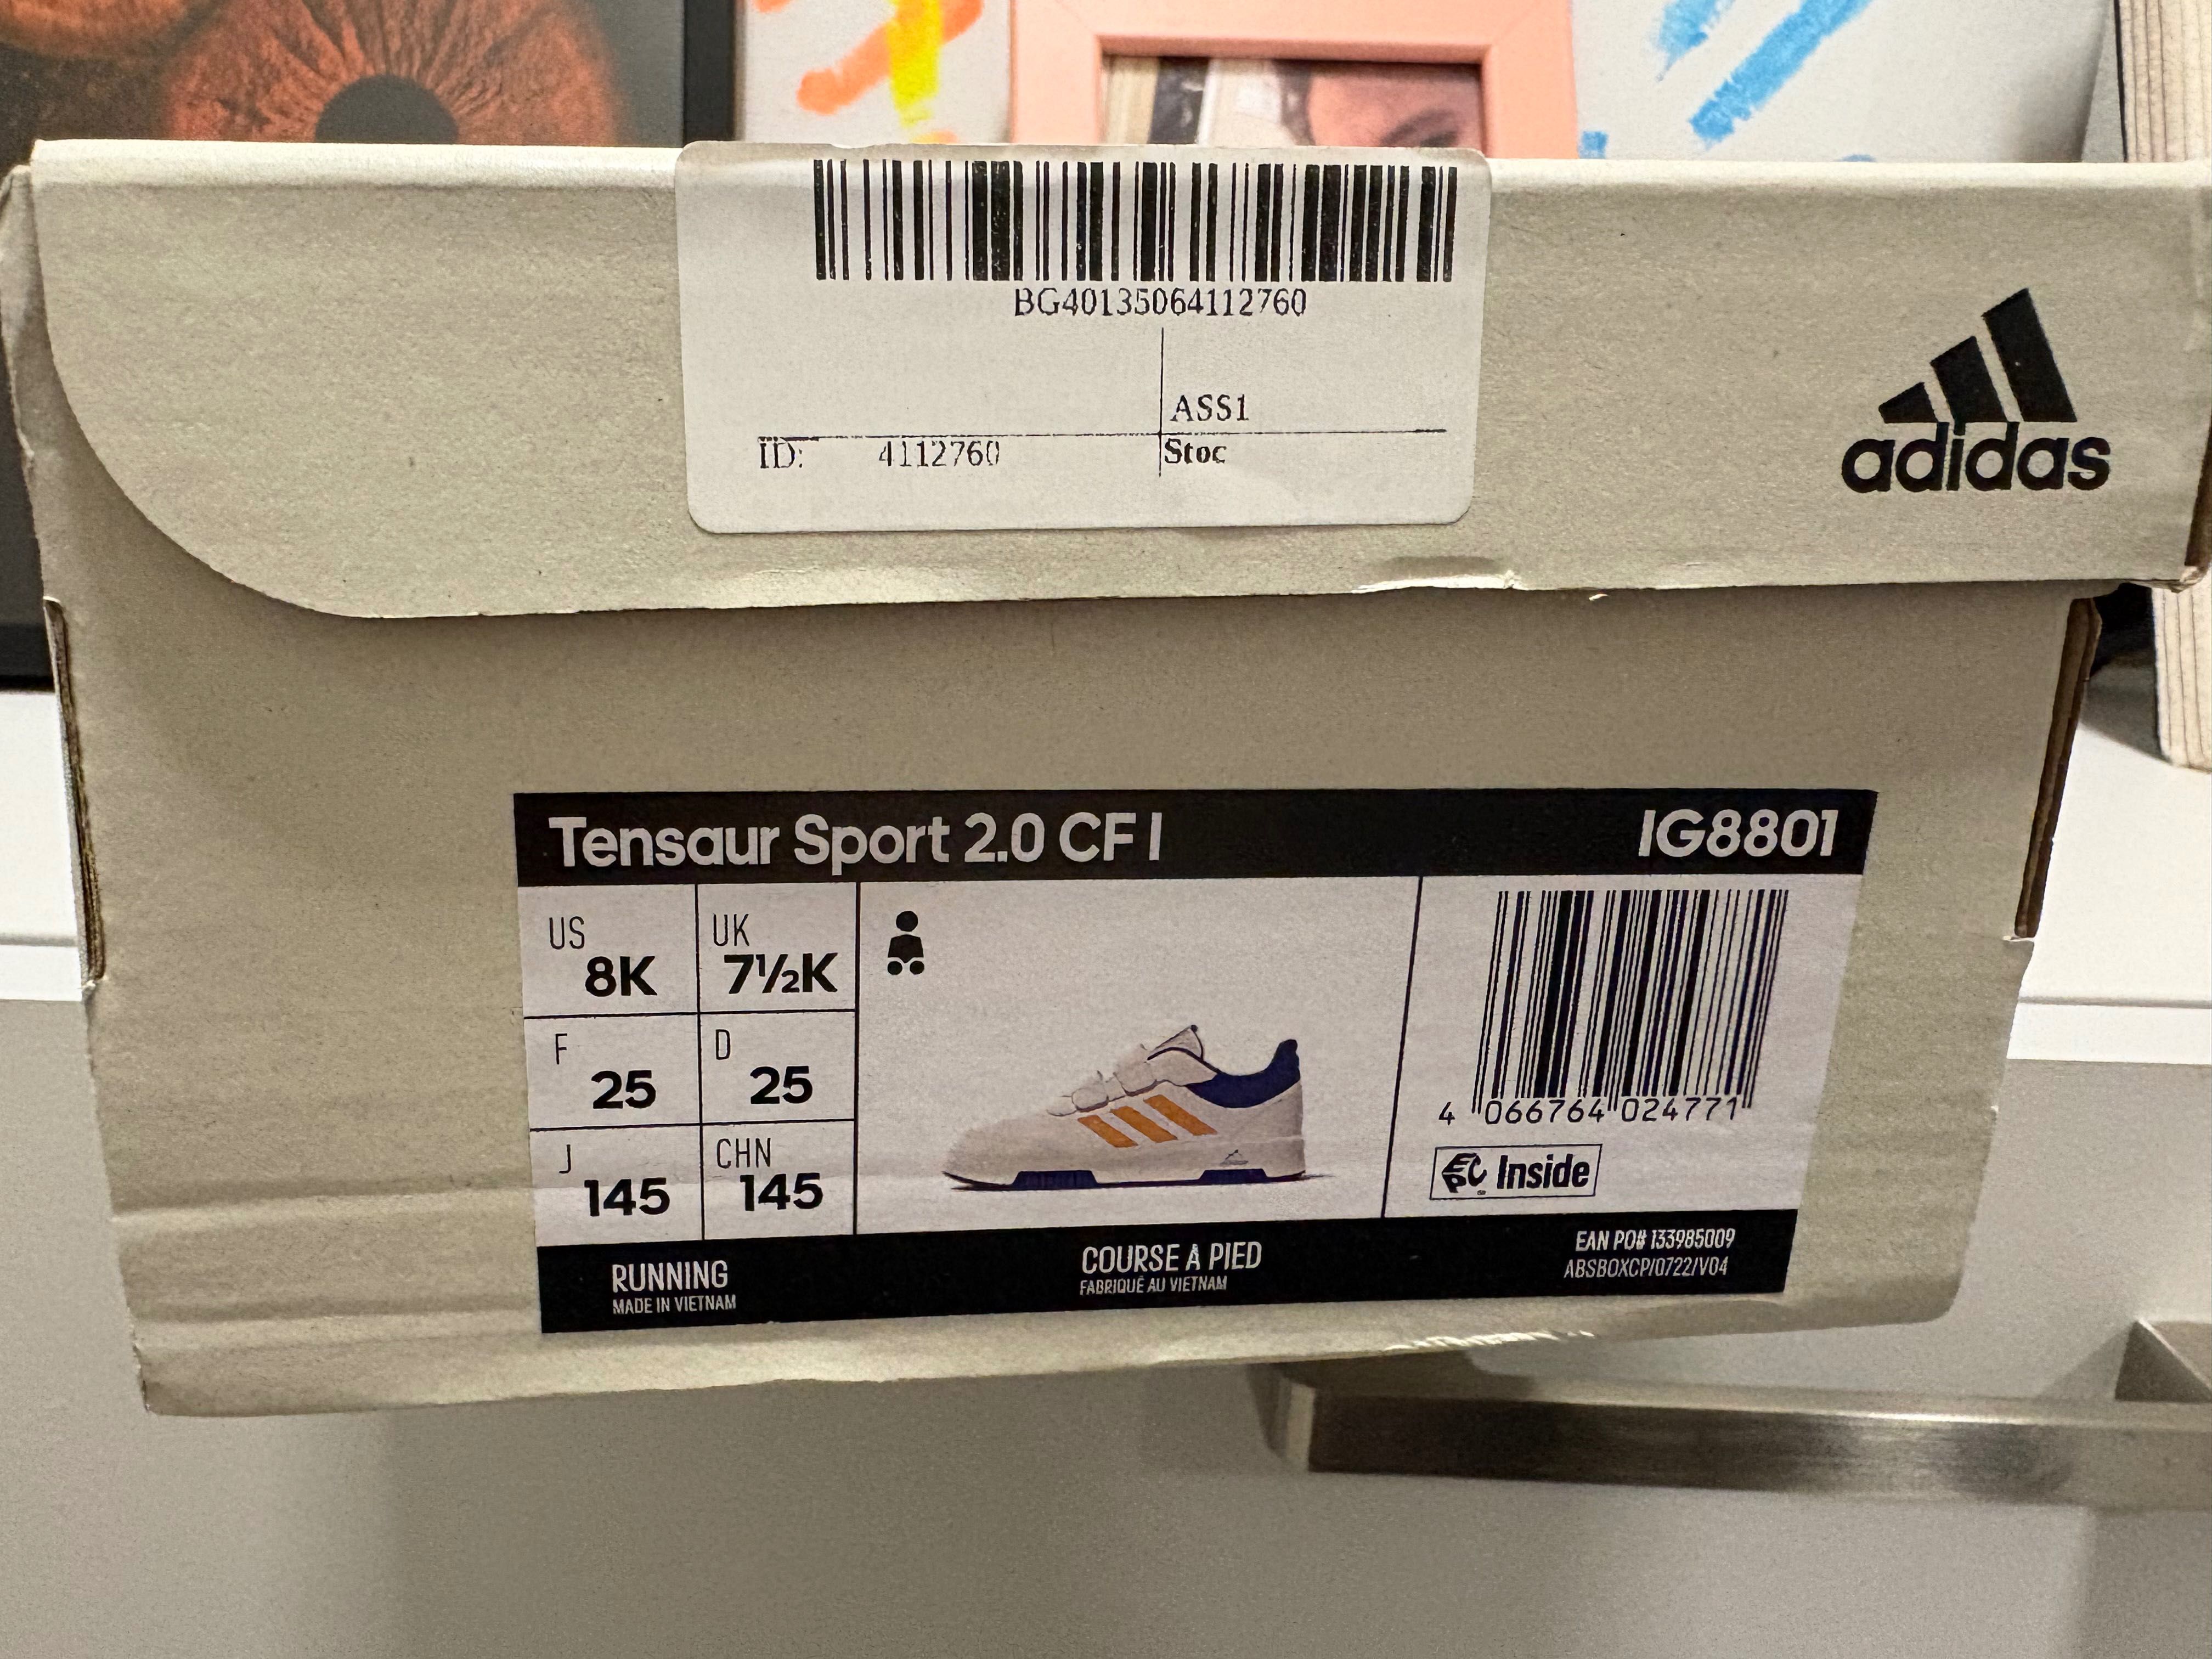 BG40135064112760
ASS1
ID: 4112760 Stoc
adidas
Tensaur Sport 2.0 CF I IG8801
US 8K UK 7½K
F 25 D 25
J 145 CHN 145
4 066764 024771
EPC Inside
RUNNING
MADE IN VIETNAM
COURSE À PIED
FABRIQUÉ AU VIETNAM
EAN PO# 133985009
ABSBOXCP/0722/V04